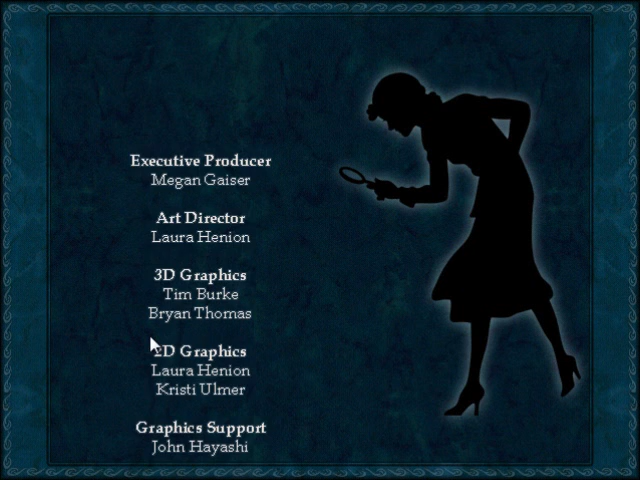 Executive Producer
Megan Gaiser
Art Director
Laura Henion
3D Graphics
Tim Burke
Bryan Thomas
2D Graphics
Laura Henion
Kristi Ulmer
Graphics Support
John Hayashi